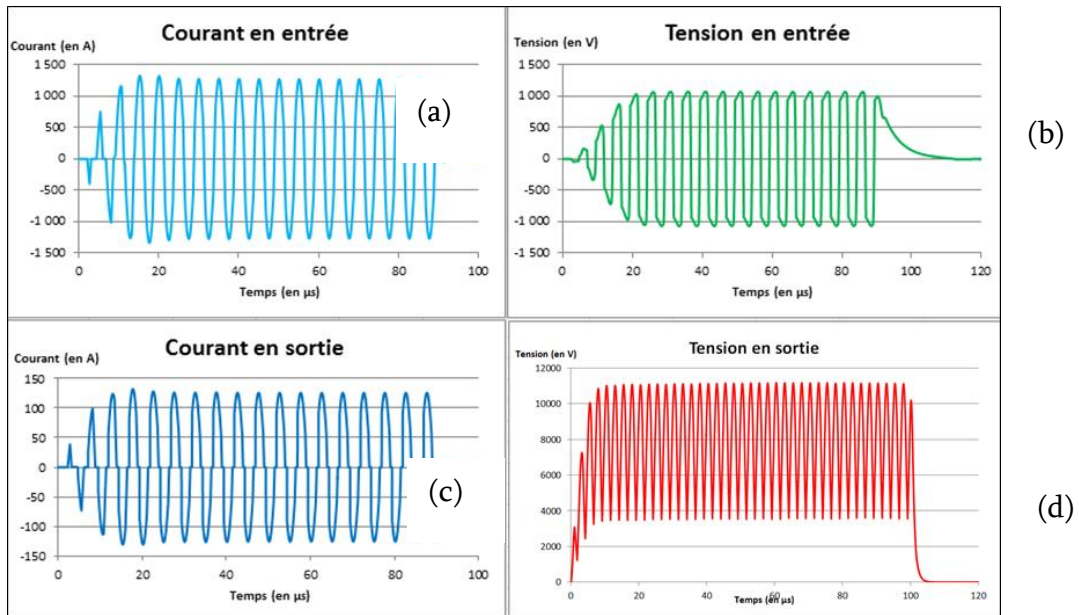 Courant en entrée
Courant (en A)
1 500
1 000
500
0
-500
-1 000
-1 500
0 20 40 60 80 100
Temps (en µs)
(a)
Tension en entrée
Tension (en V)
1 500
1 000
500
0
-500
-1 000
-1 500
0 20 40 60 80 100 120
Temps (en µs)
(b)
Courant en sortie
Courant (en A)
150
100
50
0
-50
-100
-150
0 20 40 60 80 100
Temps (en µs)
(c)
Tension en sortie
Tension (en V)
12000
10000
8000
6000
4000
2000
0
0 20 40 60 80 100 120
Temps (en µs)
(d)